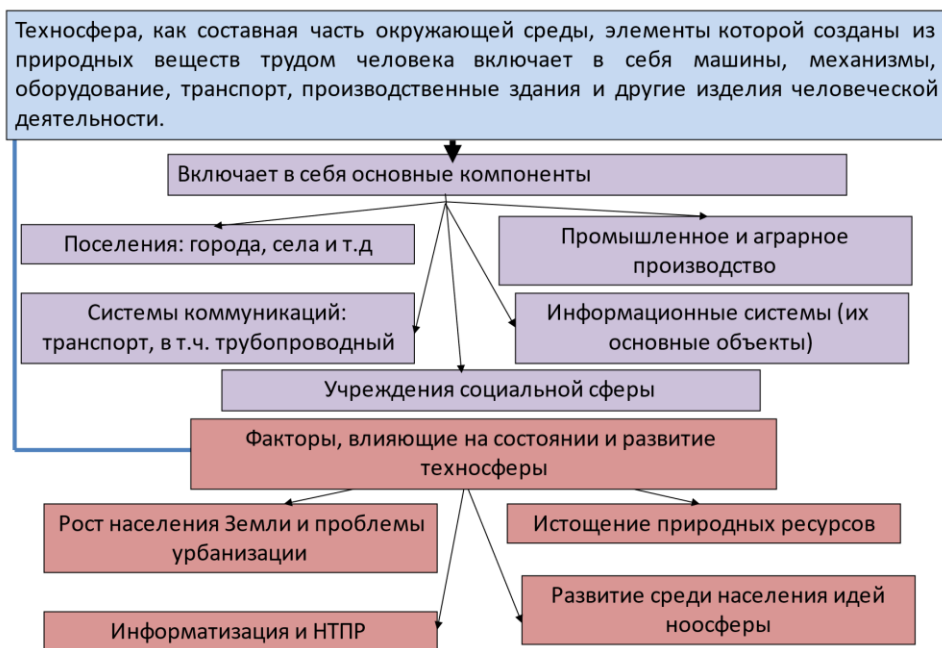 Техносфера, как составная часть окружающей среды, элементы которой созданы из
природных веществ трудом человека включает в себя машины, механизмы,
оборудование, транспорт, производственные здания и другие изделия человеческой
деятельности.
Включает в себя основные компоненты
Поселения: города, села и т.д
Промышленное и аграрное
производство
Системы коммуникаций:
транспорт, в т.ч. трубопроводный
Информационные системы (их
основные объекты)
Учреждения социальной сферы
Факторы, влияющие на состоянии и развитие
техносферы
Рост населения Земли и проблемы
урбанизации
Истощение природных ресурсов
Информатизация и НТПР
Развитие среди населения идей
ноосферы